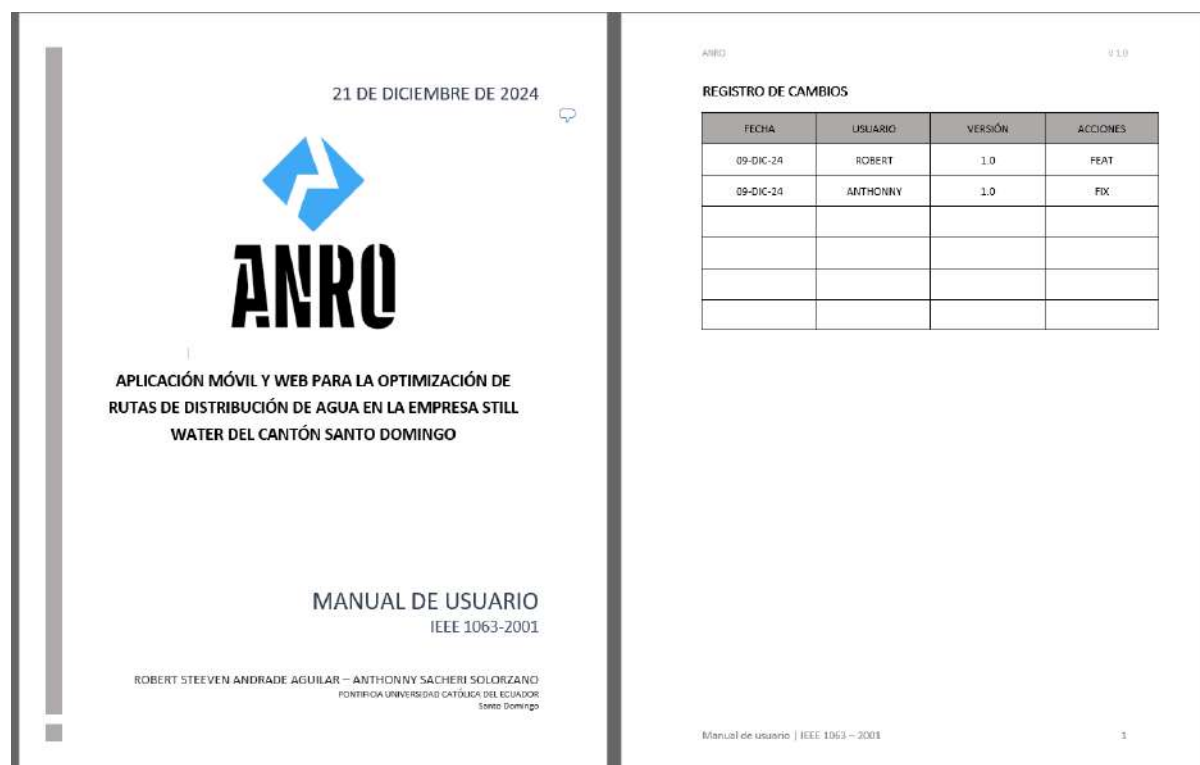 21 DE DICIEMBRE DE 2024
ANRO
APLICACIÓN MÓVIL Y WEB PARA LA OPTIMIZACIÓN DE
RUTAS DE DISTRIBUCIÓN DE AGUA EN LA EMPRESA STILL
WATER DEL CANTÓN SANTO DOMINGO
MANUAL DE USUARIO
IEEE 1063-2001
ROBERT STEEVEN ANDRADE AGUILAR – ANTHONNY SACHERI SOLORZANO
PONTIFICIA UNIVERSIDAD CATÓLICA DEL ECUADOR
Santo Domingo
ANRO V 1.0
REGISTRO DE CAMBIOS
FECHA USUARIO VERSIÓN ACCIONES
09-DIC-24 ROBERT 1.0 FEAT
09-DIC-24 ANTHONNY 1.0 FIX
Manual de usuario | IEEE 1063 – 2001 1